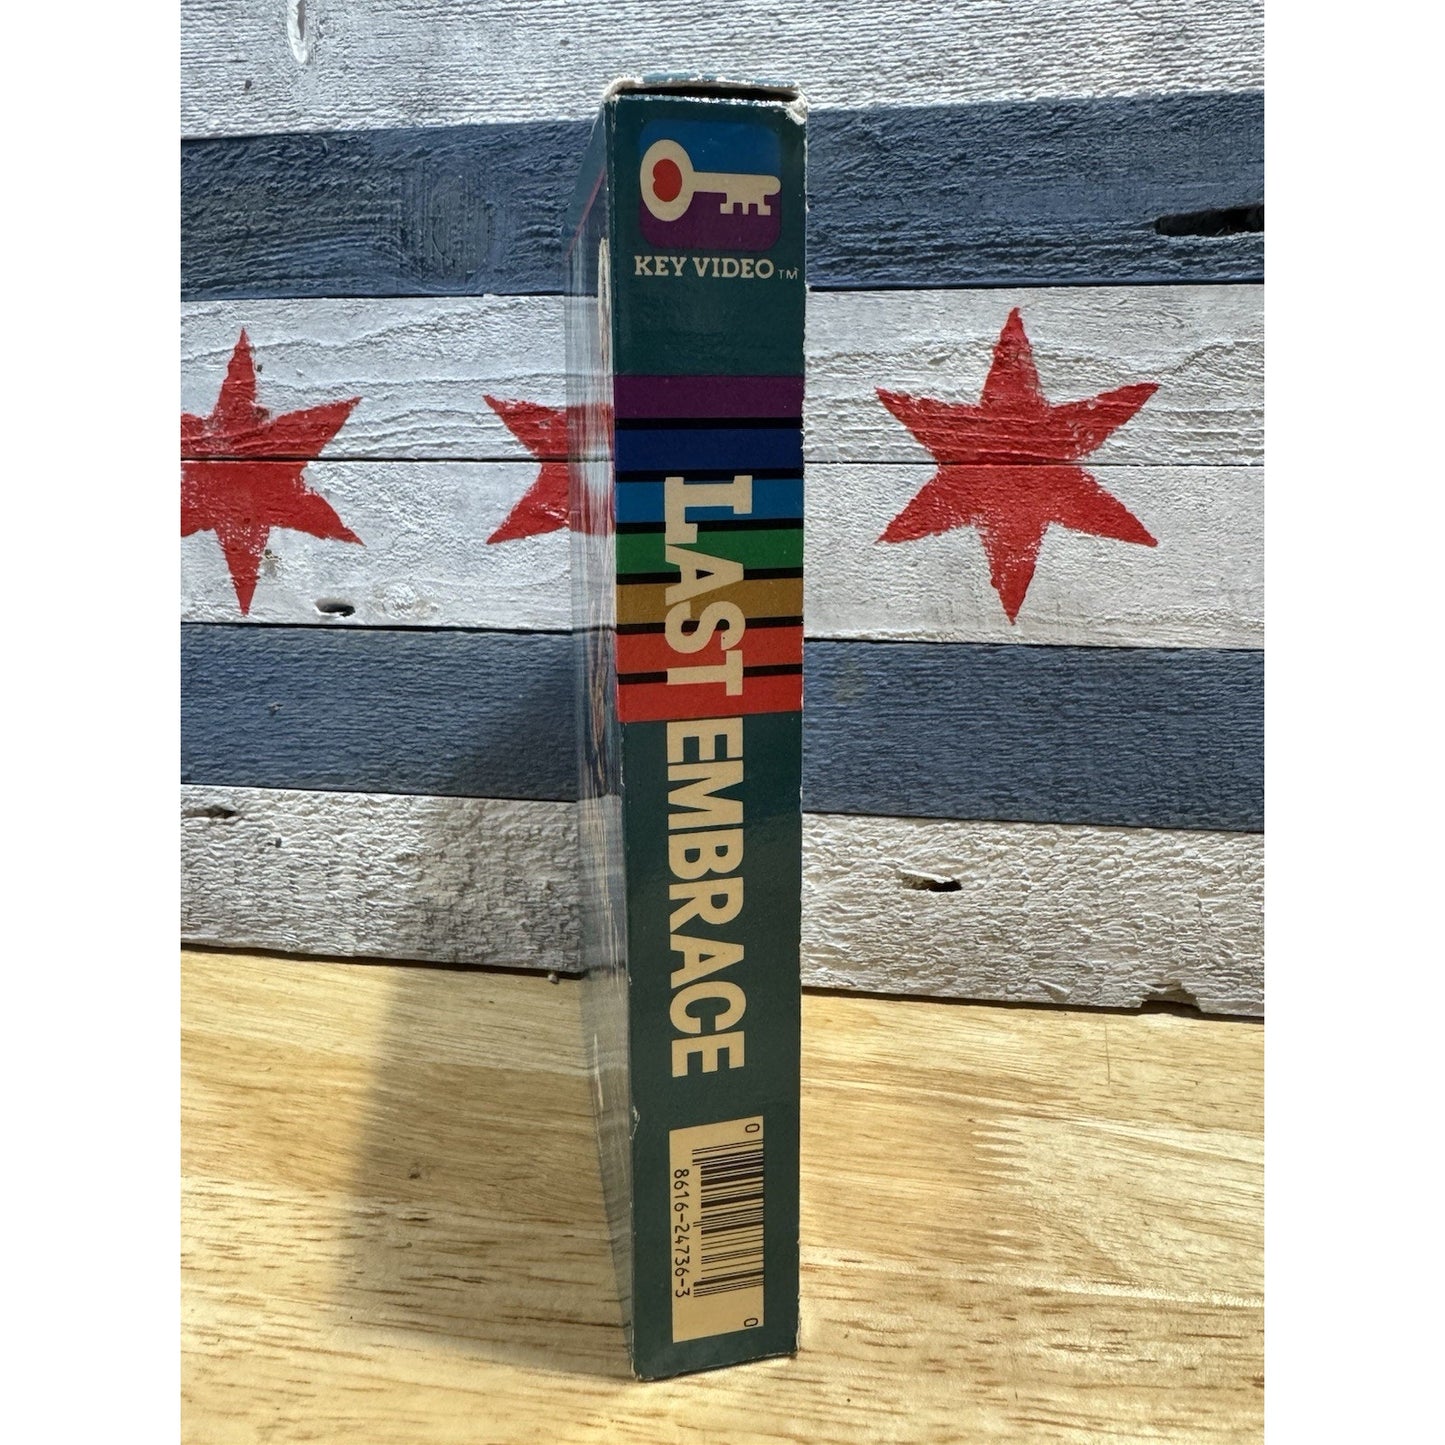 KEY VIDEO™
LAST EMBRACE
0
8616-24736-3
0